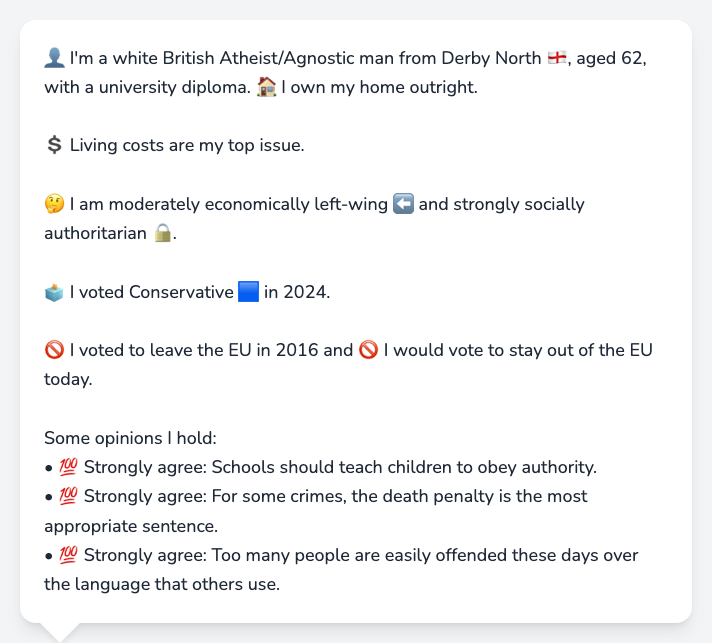 👤 I'm a white British Atheist/Agnostic man from Derby North 🏴󠁧󠁢󠁥󠁮󠁧󠁿, aged 62,
with a university diploma. 🏠 I own my home outright.
💲 Living costs are my top issue.
🤔 I am moderately economically left-wing ⬅️ and strongly socially
authoritarian 🔒.
🗳️ I voted Conservative 🟦 in 2024.
🚫 I voted to leave the EU in 2016 and 🚫 I would vote to stay out of the EU
today.
Some opinions I hold:
• 💯 Strongly agree: Schools should teach children to obey authority.
• 💯 Strongly agree: For some crimes, the death penalty is the most
appropriate sentence.
• 💯 Strongly agree: Too many people are easily offended these days over
the language that others use.